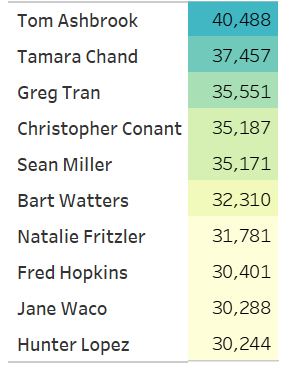 Tom Ashbrook 40,488
Tamara Chand 37,457
Greg Tran 35,551
Christopher Conant 35,187
Sean Miller 35,171
Bart Watters 32,310
Natalie Fritzler 31,781
Fred Hopkins 30,401
Jane Waco 30,288
Hunter Lopez 30,244